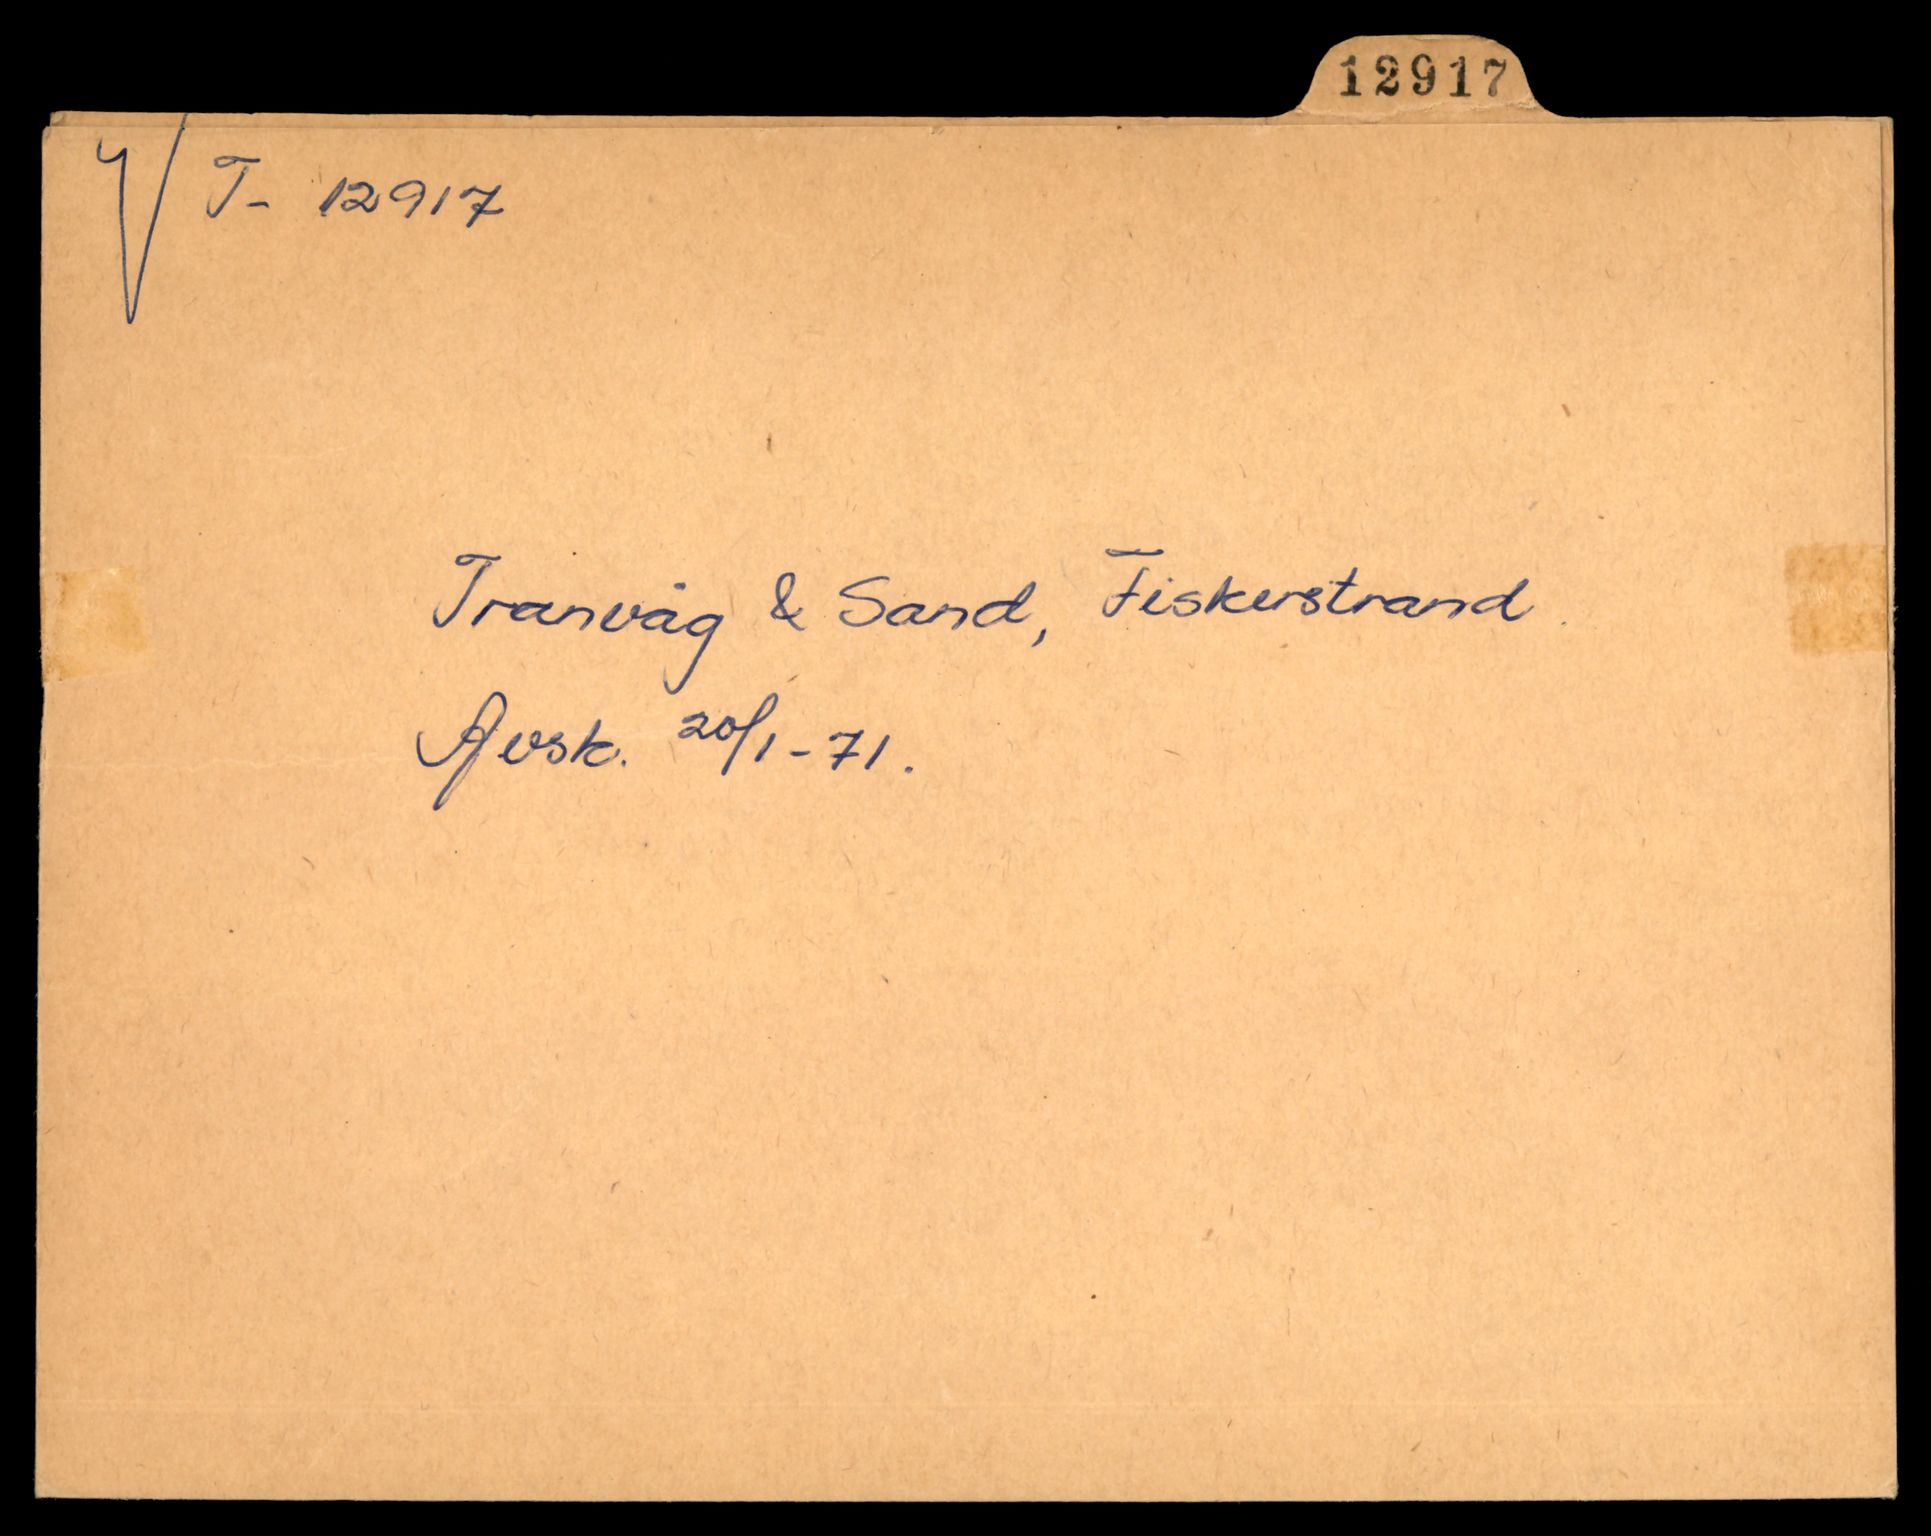 12917
T- 12917
Tranvåg & Sand, Fiskerstrand.
Avsk. 20/1-71.